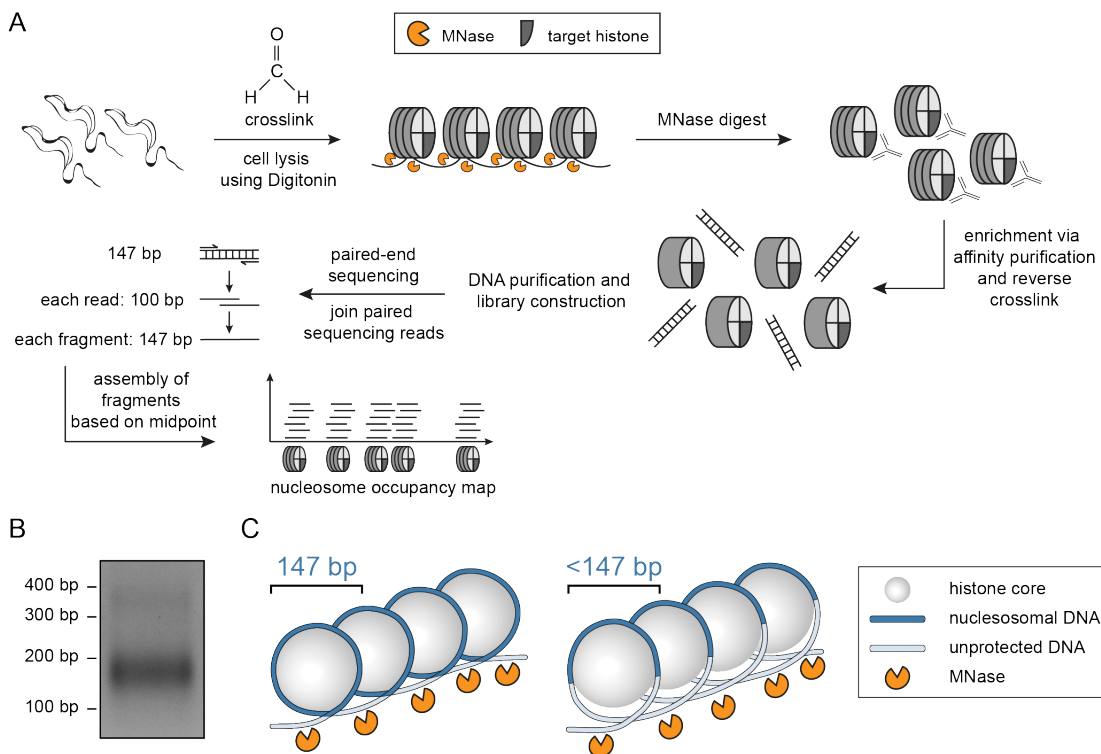 A
MNase
target histone
O
C
H
H
crosslink
cell lysis
using Digitonin
MNase digest
enrichment via
affinity purification
and reverse
crosslink
DNA purification and
library construction
paired-end
sequencing
join paired
sequencing reads
147 bp
each read: 100 bp
each fragment: 147 bp
assembly of
fragments
based on midpoint
nucleosome occupancy map
B
400 bp
300 bp
200 bp
100 bp
C
147 bp
<147 bp
histone core
nuclesosomal DNA
unprotected DNA
MNase